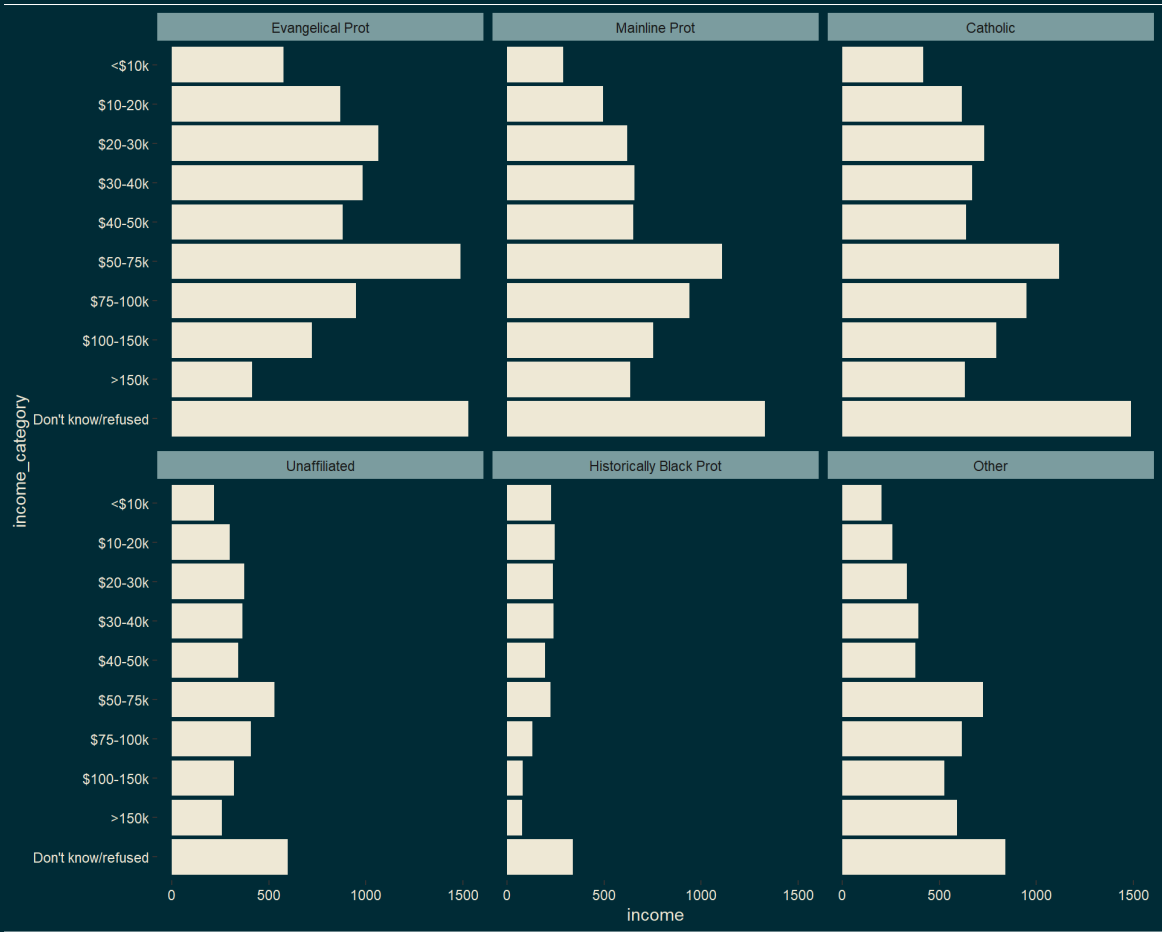 Evangelical Prot Mainline Prot Catholic
<$10k
$10-20k
$20-30k
$30-40k
$40-50k
$50-75k
$75-100k
$100-150k
>150k
Don't know/refused
income_category
Unaffiliated Historically Black Prot Other
<$10k
$10-20k
$20-30k
$30-40k
$40-50k
$50-75k
$75-100k
$100-150k
>150k
Don't know/refused
0 500 1000 1500 0 500 1000 1500 0 500 1000 1500
income